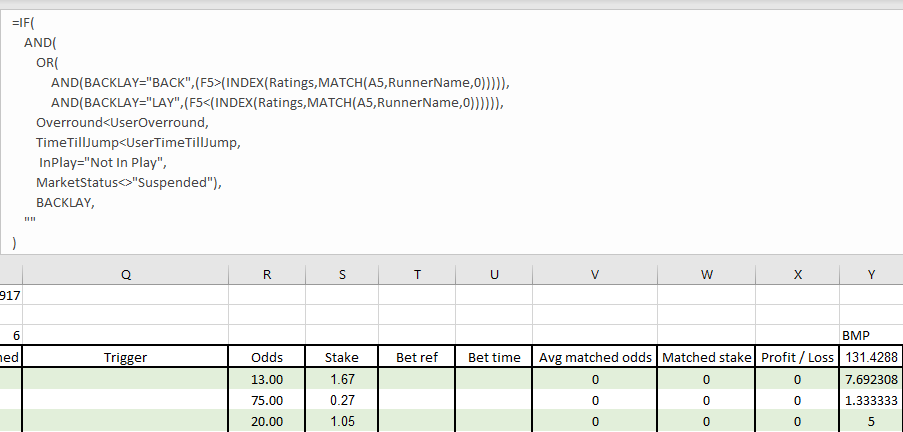 =IF(
AND(
OR(
AND(BACKLAY="BACK",(F5>(INDEX(Ratings,MATCH(A5,RunnerName,0))))),
AND(BACKLAY="LAY",(F5<(INDEX(Ratings,MATCH(A5,RunnerName,0)))))),
Overround<UserOverround,
TimeTillJump<UserTimeTillJump,
InPlay="Not In Play",
MarketStatus<>"Suspended"),
BACKLAY,
""
)
Q R S T U V W X Y
917
6 BMP
ned Trigger Odds Stake Bet ref Bet time Avg matched odds Matched stake Profit / Loss 131.4288
13.00 1.67 0 0 0 7.692308
75.00 0.27 0 0 0 1.333333
20.00 1.05 0 0 0 5